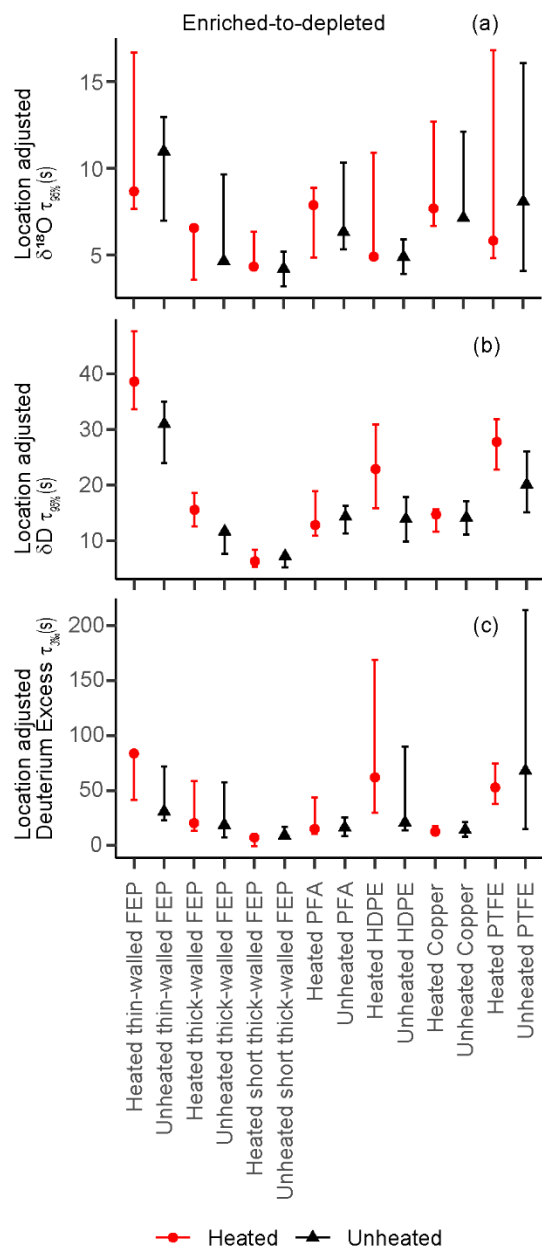 Enriched-to-depleted
(a)
Location adjusted
δ¹⁸O τ₉₅%(s)
15
10
5
(b)
Location adjusted
δD τ₉₅%(s)
40
30
20
10
(c)
Location adjusted
Deuterium Excess τ₃‰(s)
200
150
100
50
0
Heated thin-walled FEP
Unheated thin-walled FEP
Heated thick-walled FEP
Unheated thick-walled FEP
Heated short thick-walled FEP
Unheated short thick-walled FEP
Heated PFA
Unheated PFA
Heated HDPE
Unheated HDPE
Heated Copper
Unheated Copper
Heated PTFE
Unheated PTFE
Heated
Unheated